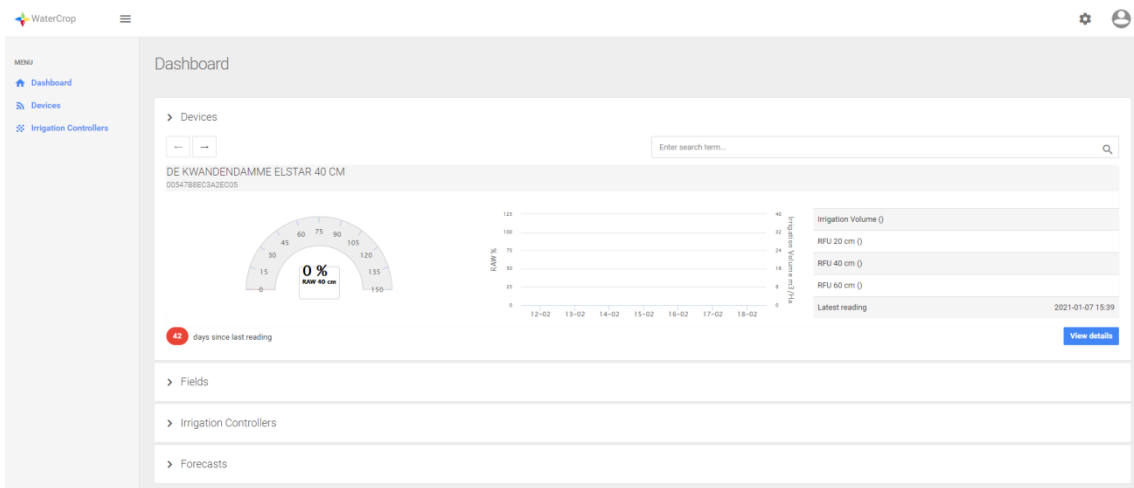 WaterCrop
MENU
Dashboard
Devices
Irrigation Controllers
Dashboard
Devices
← →
Enter search term...
DE KWANDENDAMME ELSTAR 40 CM
00547B8EC3A2EC05
0
15
30
45
60
75
90
105
120
135
150
0 %
RAW 40 cm
RAW %
125
100
75
50
25
0
40
32
24
16
8
0
Irrigation Volume m3/Ha
12-02 13-02 14-02 15-02 16-02 17-02 18-02
Irrigation Volume ()
RFU 20 cm ()
RFU 40 cm ()
RFU 60 cm ()
Latest reading 2021-01-07 15:39
42 days since last reading
View details
Fields
Irrigation Controllers
Forecasts